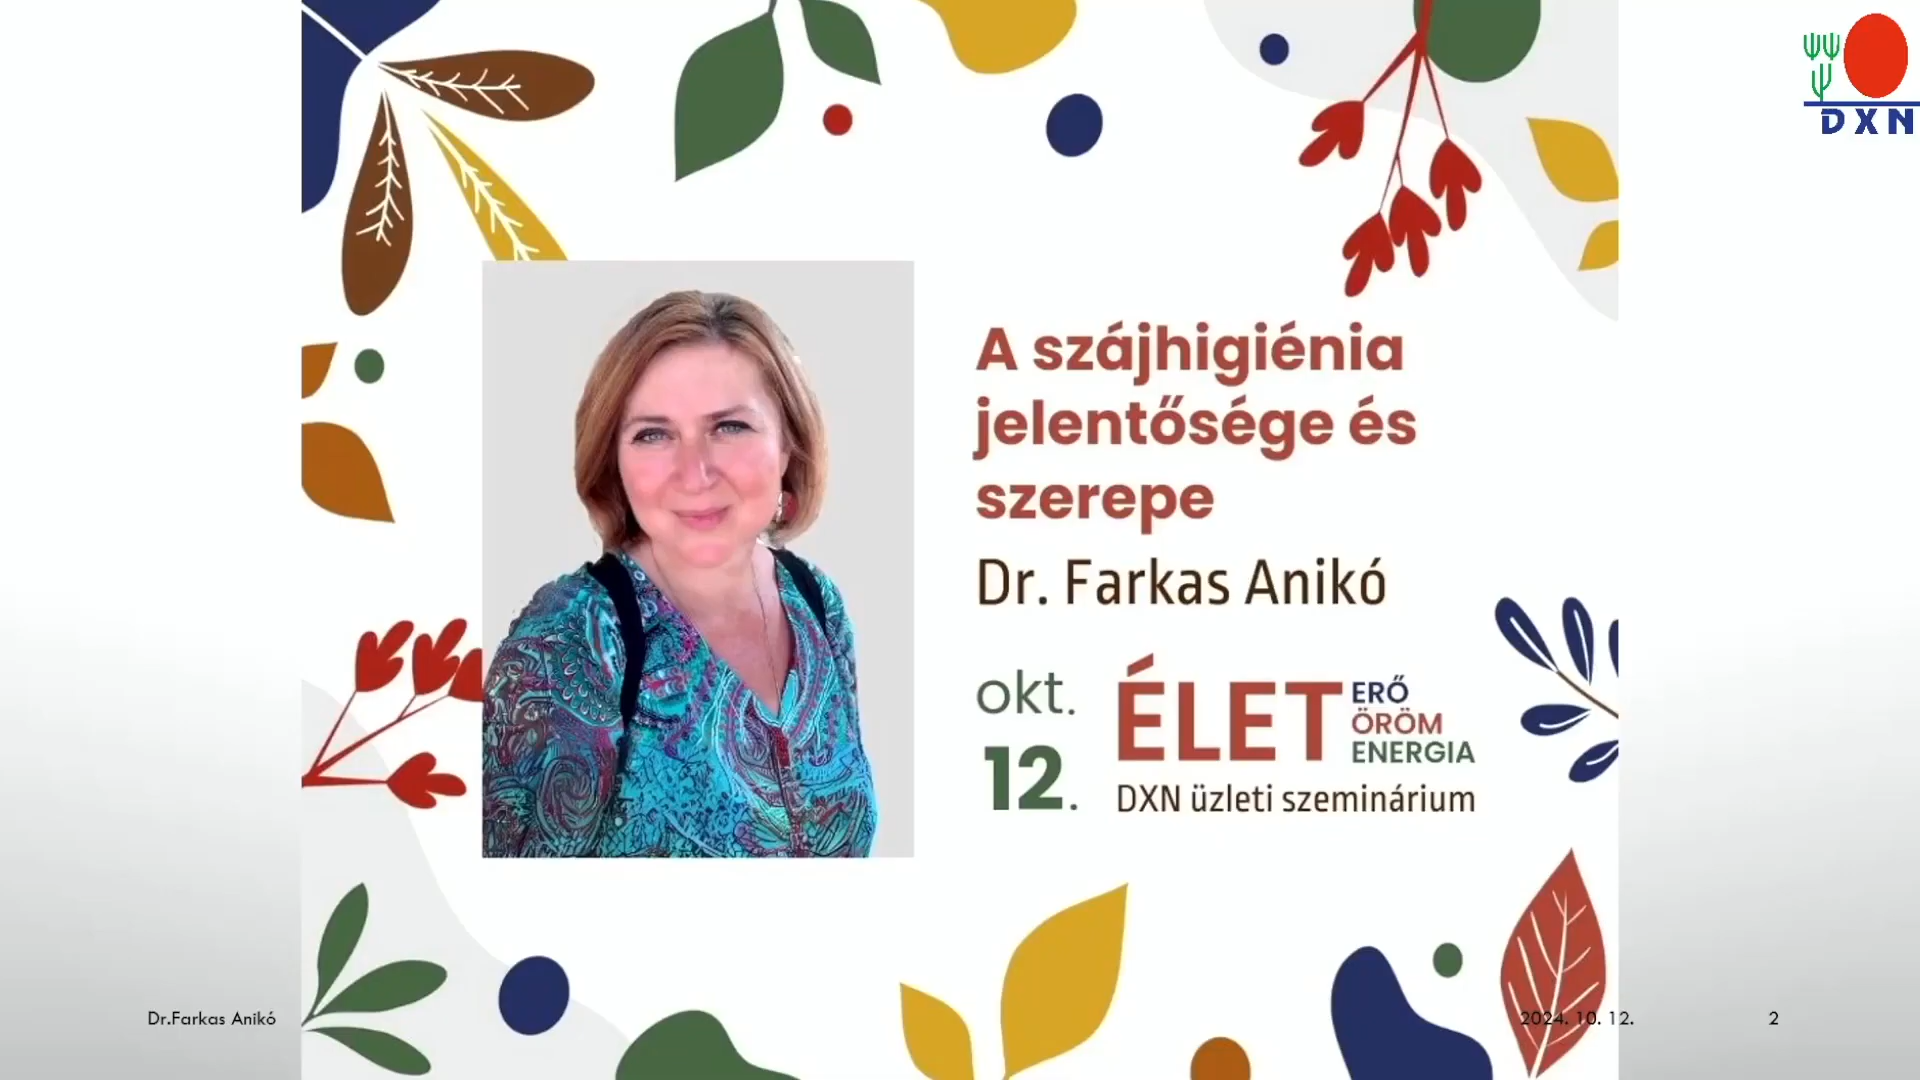 DXN
A szájhigiénia
jelentősége és
szerepe
Dr. Farkas Anikó
okt.
12.
ÉLET
ERŐ
ÖRÖM
ENERGIA
DXN üzleti szeminárium
Dr.Farkas Anikó
2024. 10. 12.
2